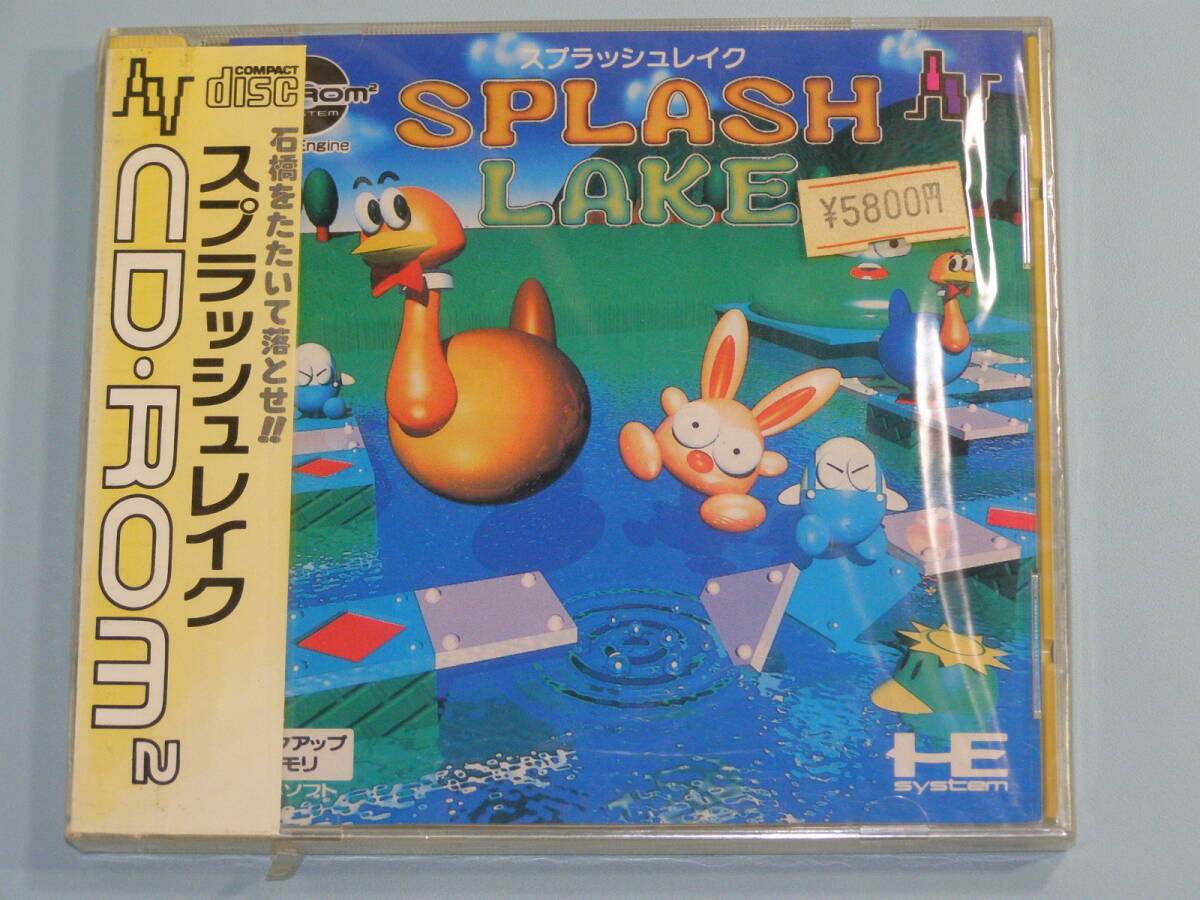 COMPACT
disc
石橋をたたいて落とせ!!
スプラッシュレイク
CD・ROM2
ROM2
Engine
スプラッシュレイク
SPLASH
LAKE
¥5800円
アップ
モリ
ソフト
HE
system